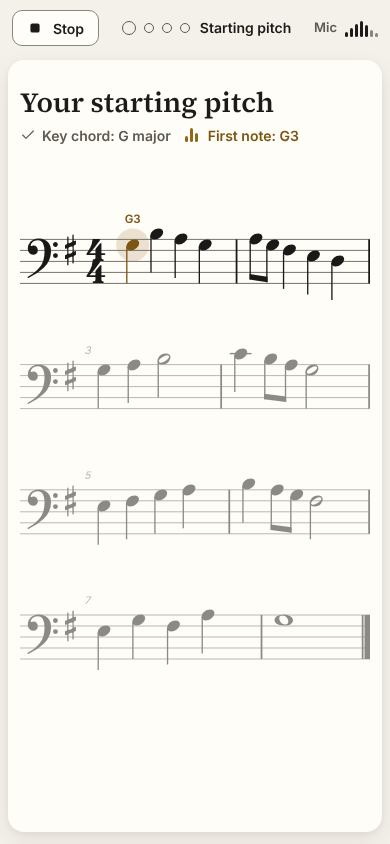 Stop
Starting pitch
Mic
Your starting pitch
Key chord: G major
First note: G3
G3
4
4
3
5
7